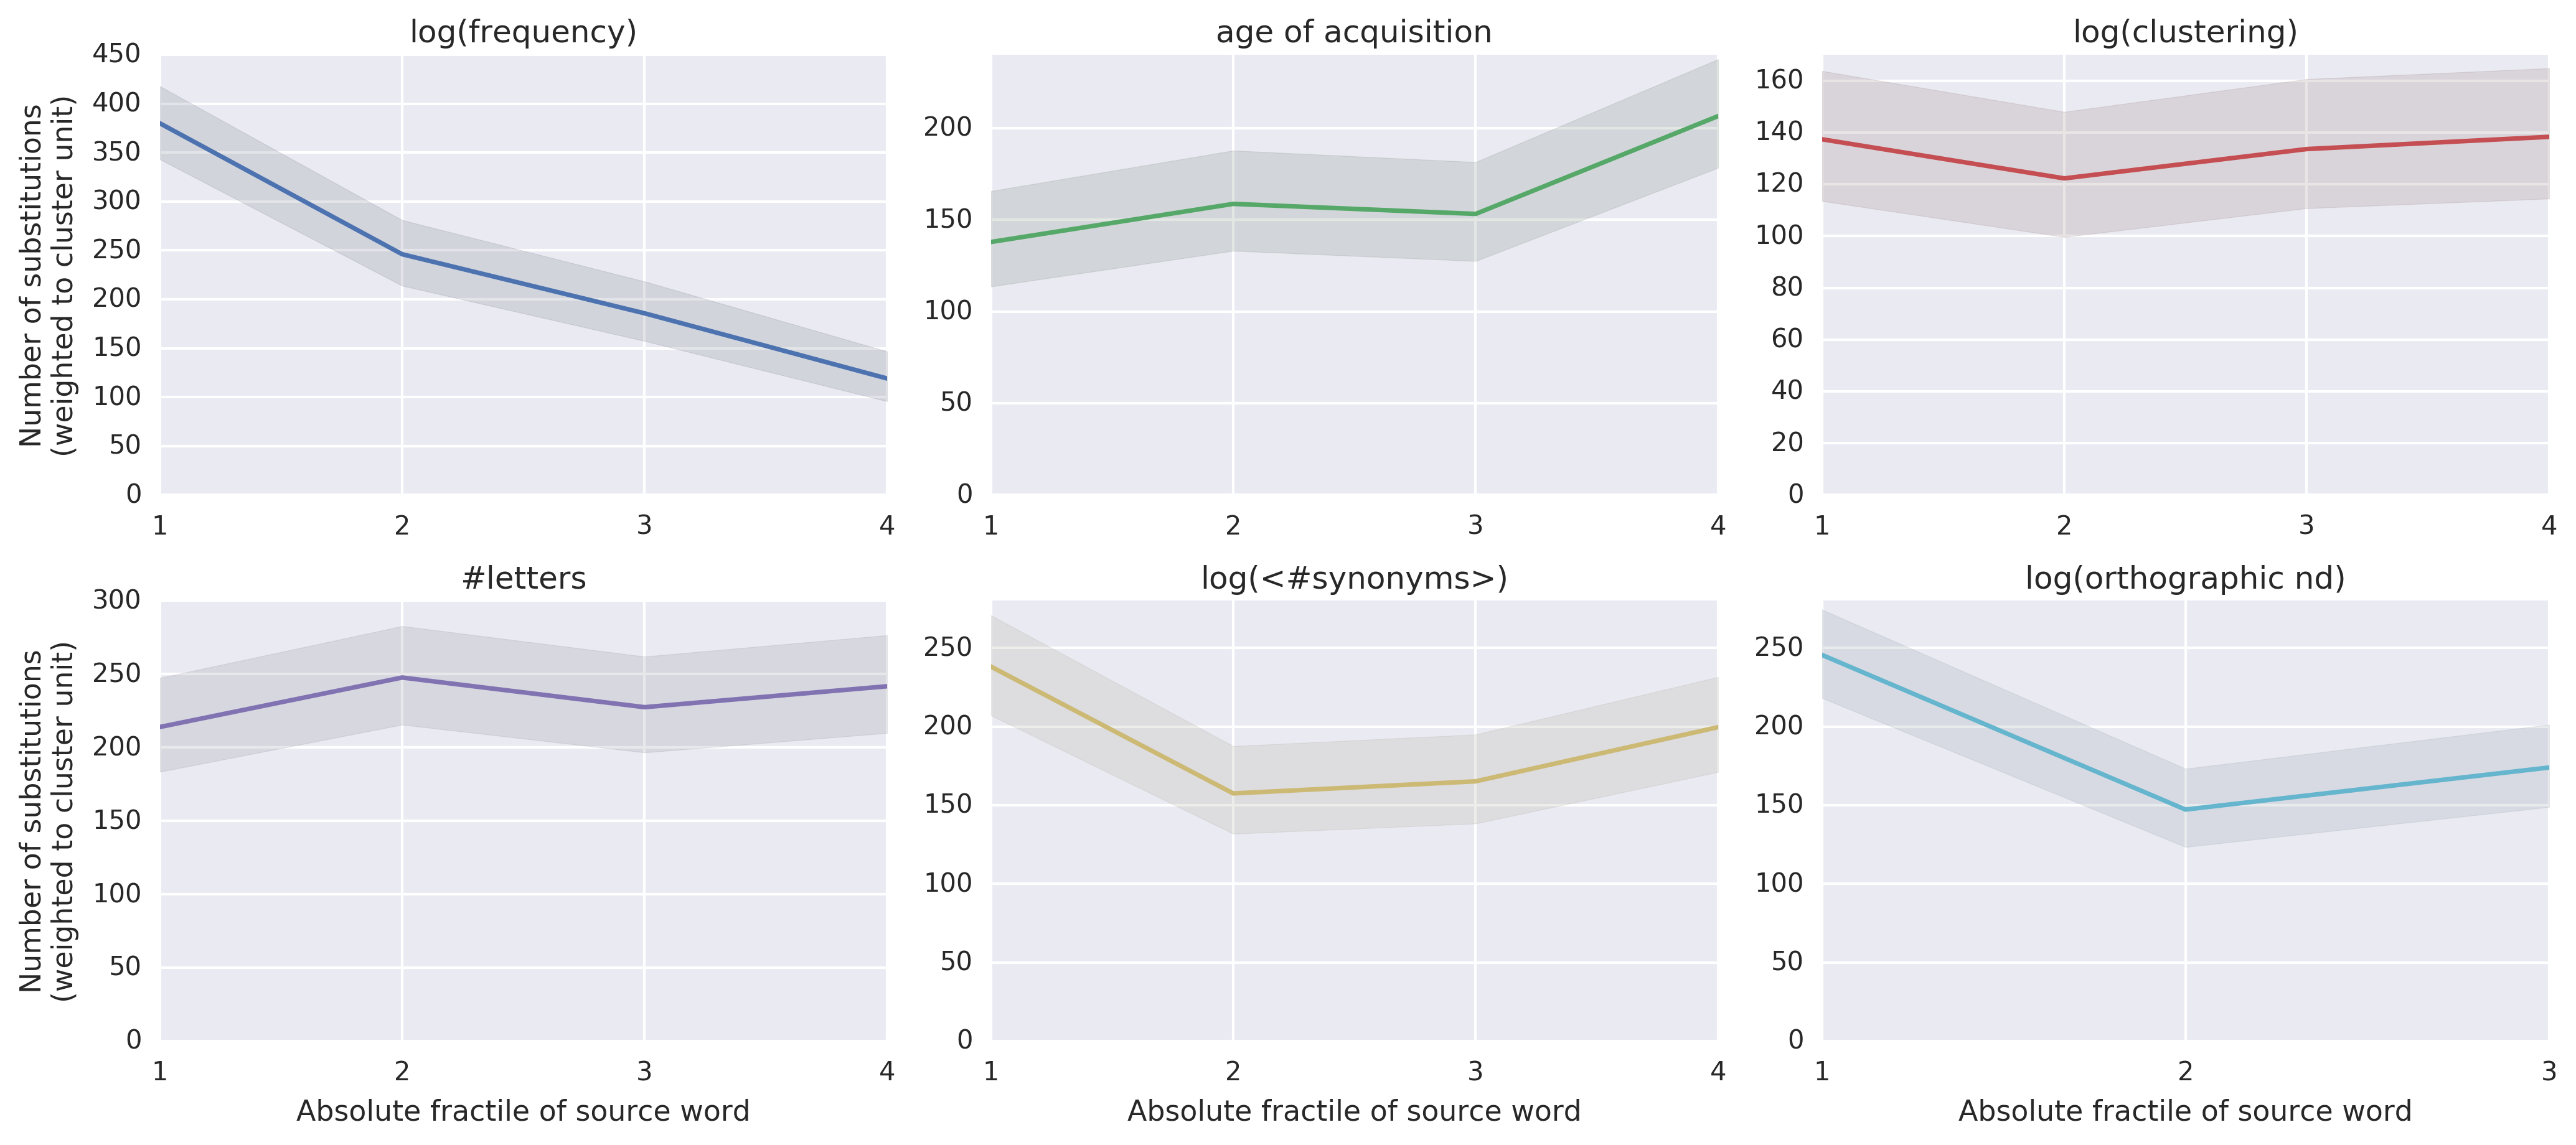 log(frequency)
age of acquisition
log(clustering)
Number of substitutions
(weighted to cluster unit)
450
400
350
300
250
200
150
100
50
0
1 2 3 4
200
150
100
50
0
1 2 3 4
160
140
120
100
80
60
40
20
0
1 2 3 4
#letters
log(<#synonyms>)
log(orthographic nd)
Number of substitutions
(weighted to cluster unit)
300
250
200
150
100
50
0
1 2 3 4
Absolute fractile of source word
250
200
150
100
50
0
1 2 3 4
Absolute fractile of source word
250
200
150
100
50
0
1 2 3
Absolute fractile of source word